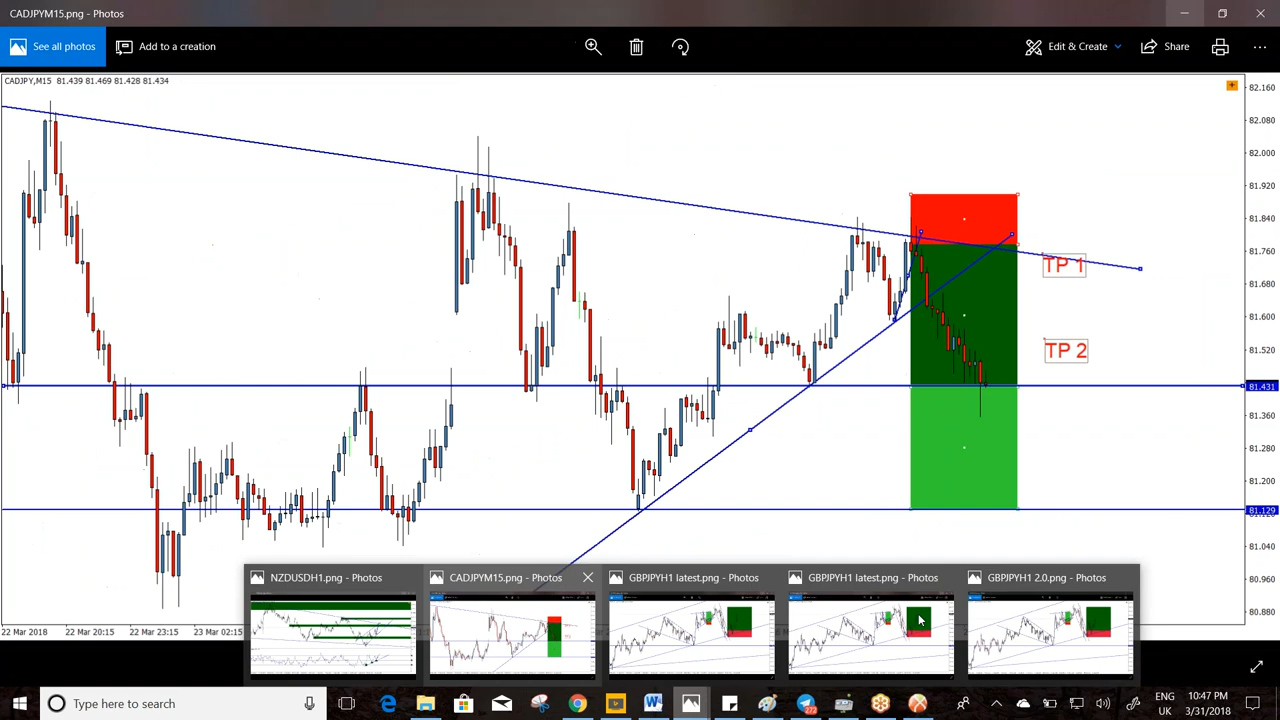 CADJPYM15.png - Photos
See all photos
Add to a creation
Edit & Create
Share
CADJPY,M15 81.439 81.469 81.428 81.434
82.160
82.080
82.000
81.920
81.840
81.760
81.680
81.600
81.520
81.431
81.360
81.280
81.200
81.129
81.040
80.960
80.880
TP 1
TP 2
22 Mar 2018
22 Mar 20:15
22 Mar 23:15
23 Mar 02:15
NZDUSDH1.png - Photos
CADJPYM15.png - Photos
GBPJPYH1 latest.png - Photos
GBPJPYH1 latest.png - Photos
GBPJPYH1 2.0.png - Photos
Type here to search
272
ENG
UK
10:47 PM
3/31/2018